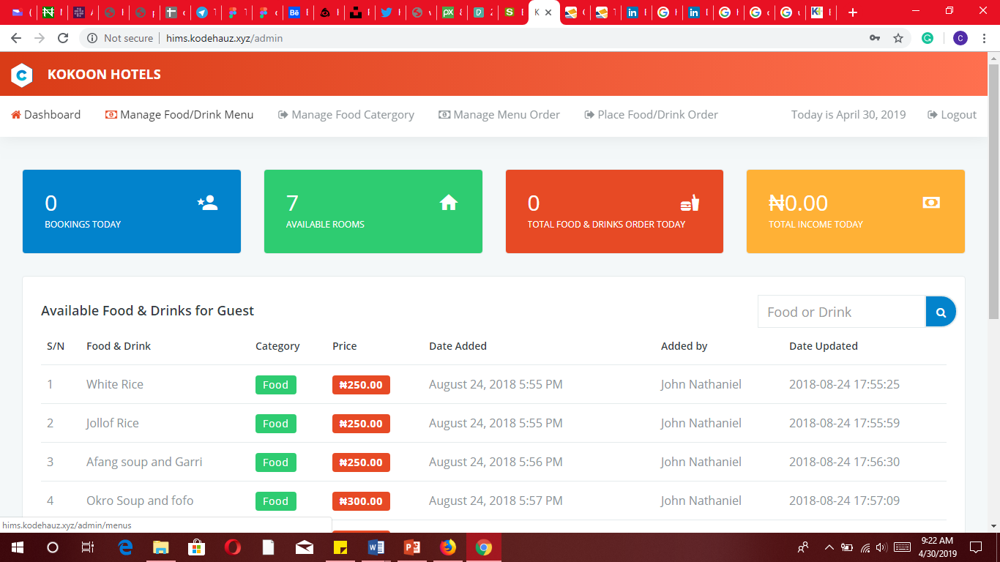 Not secure | hims.kodehauz.xyz/admin
C
C KOKOON HOTELS
Dashboard Manage Food/Drink Menu Manage Food Catergory Manage Menu Order Place Food/Drink Order Today is April 30, 2019 Logout
0 7 0 ₦0.00
BOOKINGS TODAY AVAILABLE ROOMS TOTAL FOOD & DRINKS ORDER TODAY TOTAL INCOME TODAY
Available Food & Drinks for Guest Food or Drink
S/N Food & Drink Category Price Date Added Added by Date Updated
1 White Rice Food ₦250.00 August 24, 2018 5:55 PM John Nathaniel 2018-08-24 17:55:25
2 Jollof Rice Food ₦250.00 August 24, 2018 5:55 PM John Nathaniel 2018-08-24 17:55:59
3 Afang soup and Garri Food ₦250.00 August 24, 2018 5:56 PM John Nathaniel 2018-08-24 17:56:30
4 Okro Soup and fofo Food ₦300.00 August 24, 2018 5:57 PM John Nathaniel 2018-08-24 17:57:09
hims.kodehauz.xyz/admin/menus
9:22 AM
4/30/2019